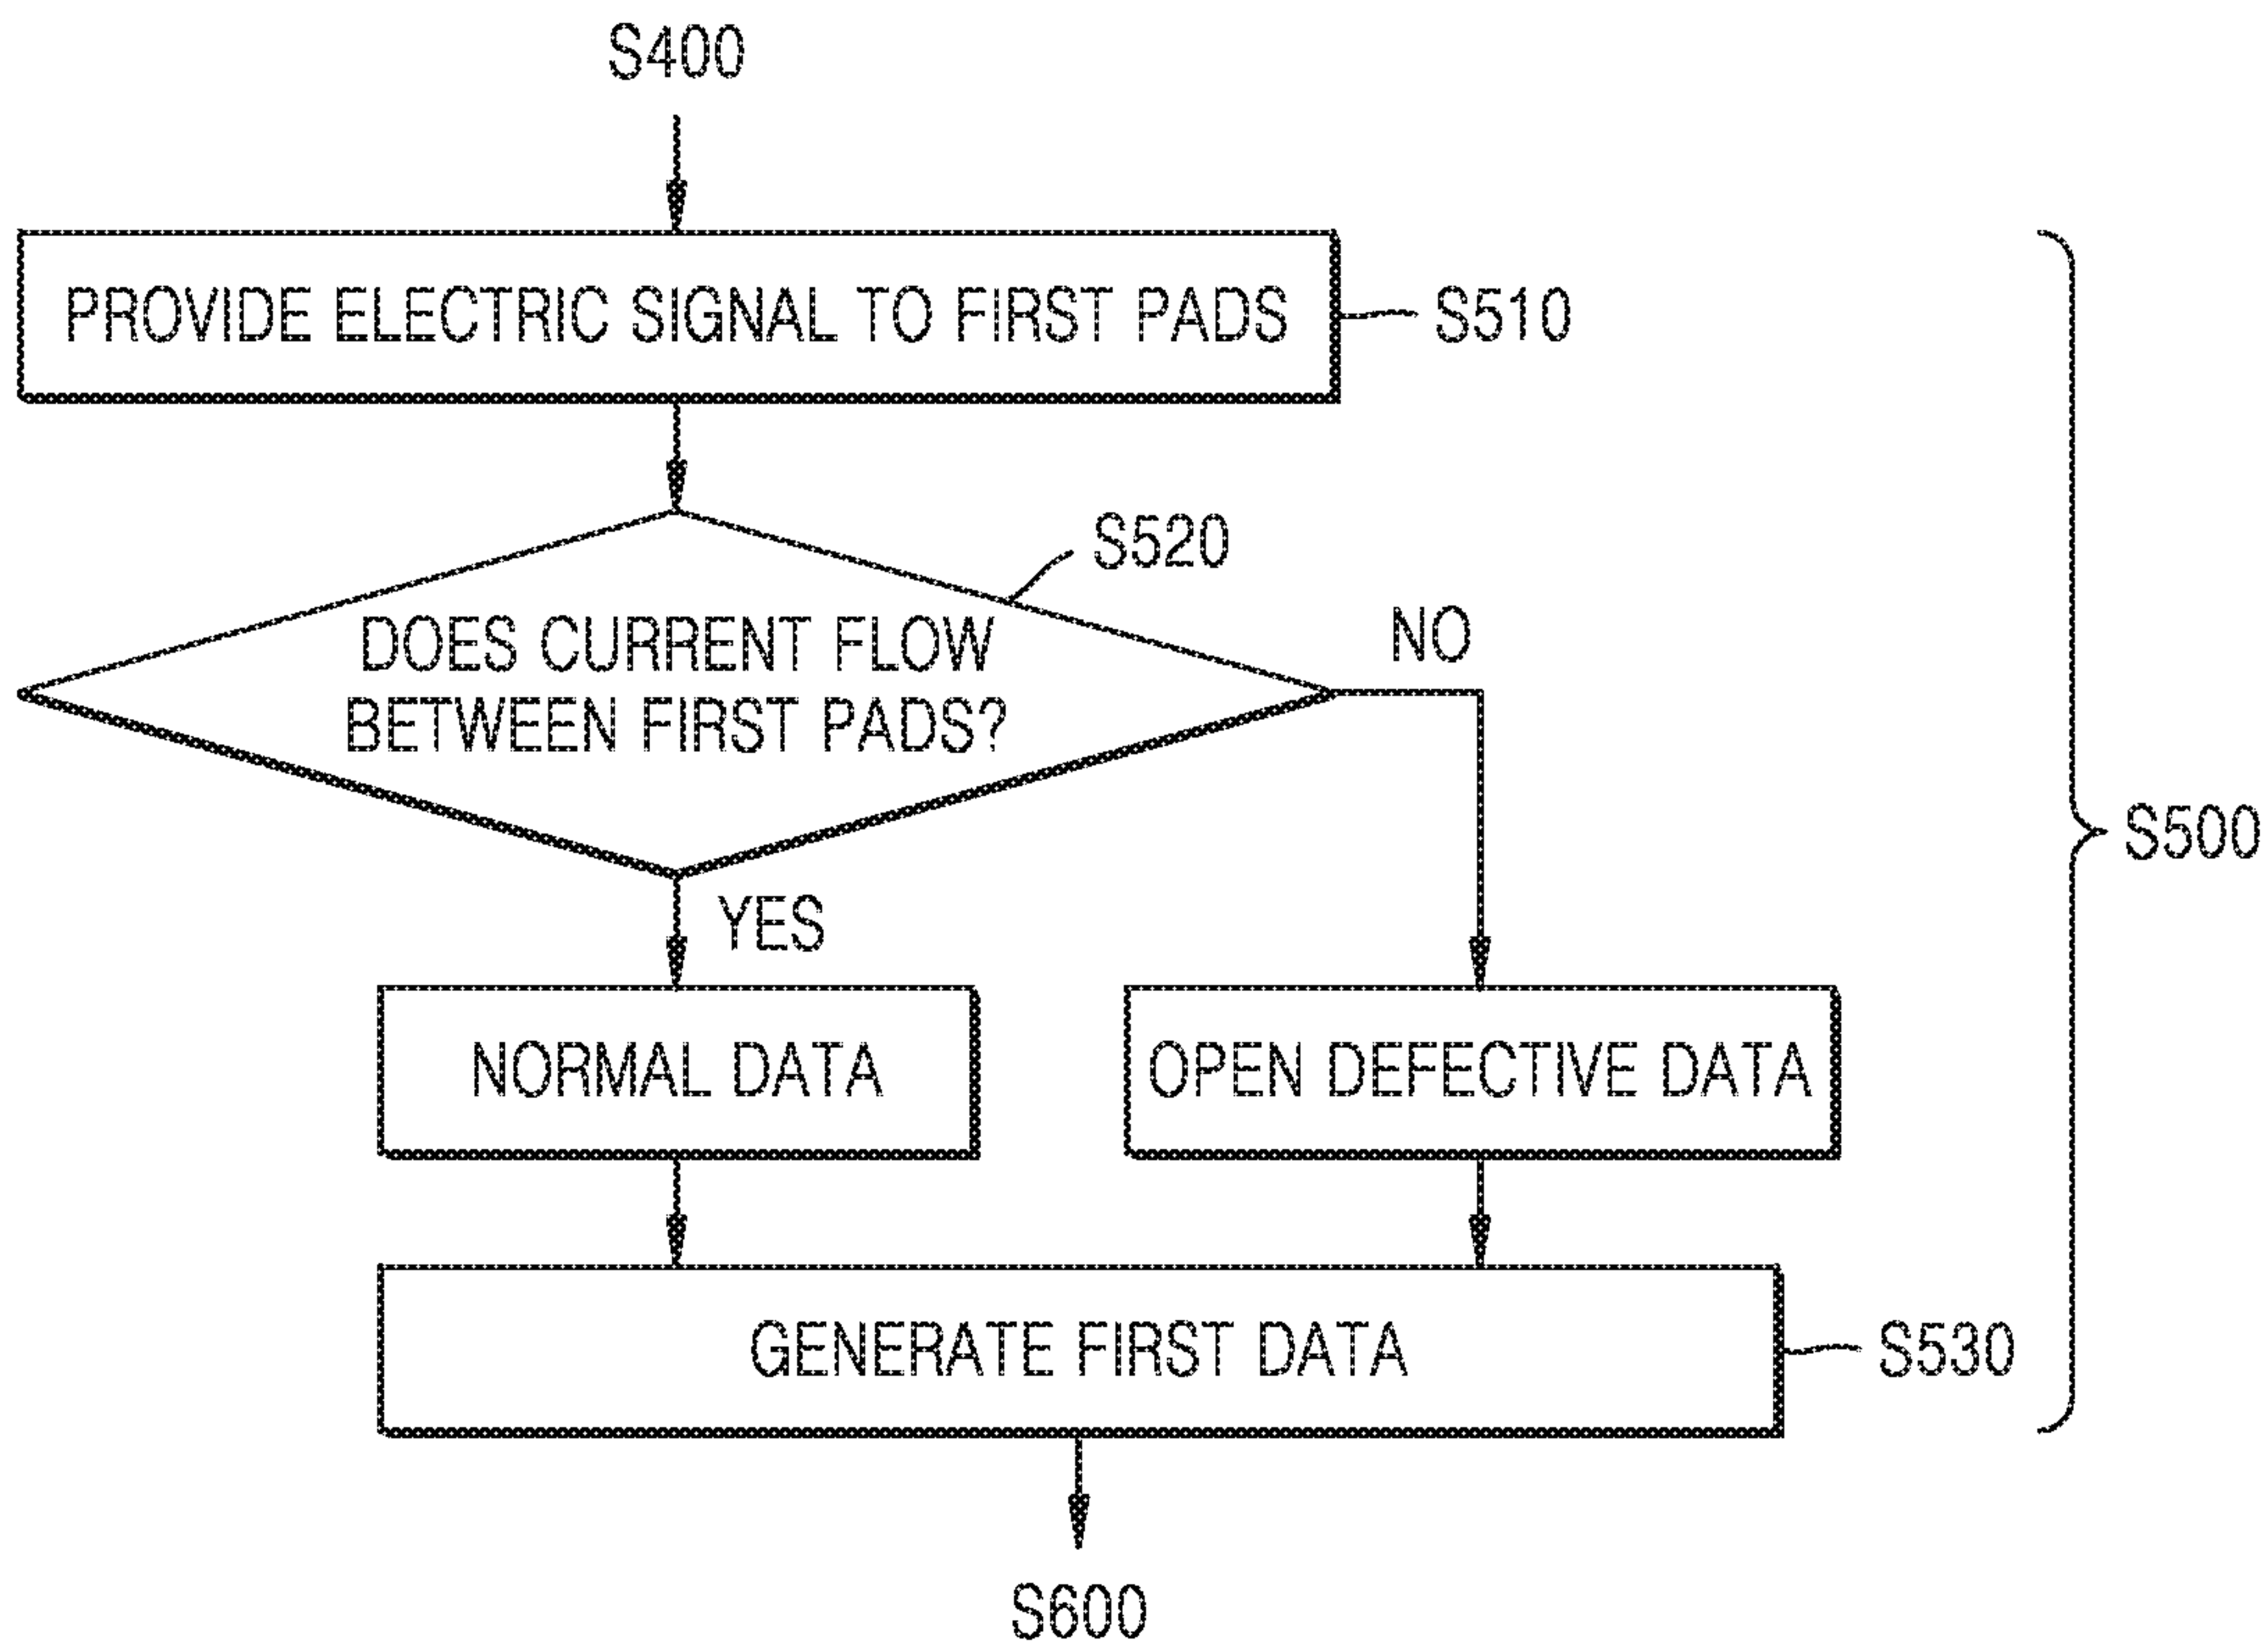 S400
PROVIDE ELECTRIC SIGNAL TO FIRST PADS
S510
S520
DOES CURRENT FLOW
BETWEEN FIRST PADS?
NO
S500
YES
NORMAL DATA
OPEN DEFECTIVE DATA
GENERATE FIRST DATA
S530
S600